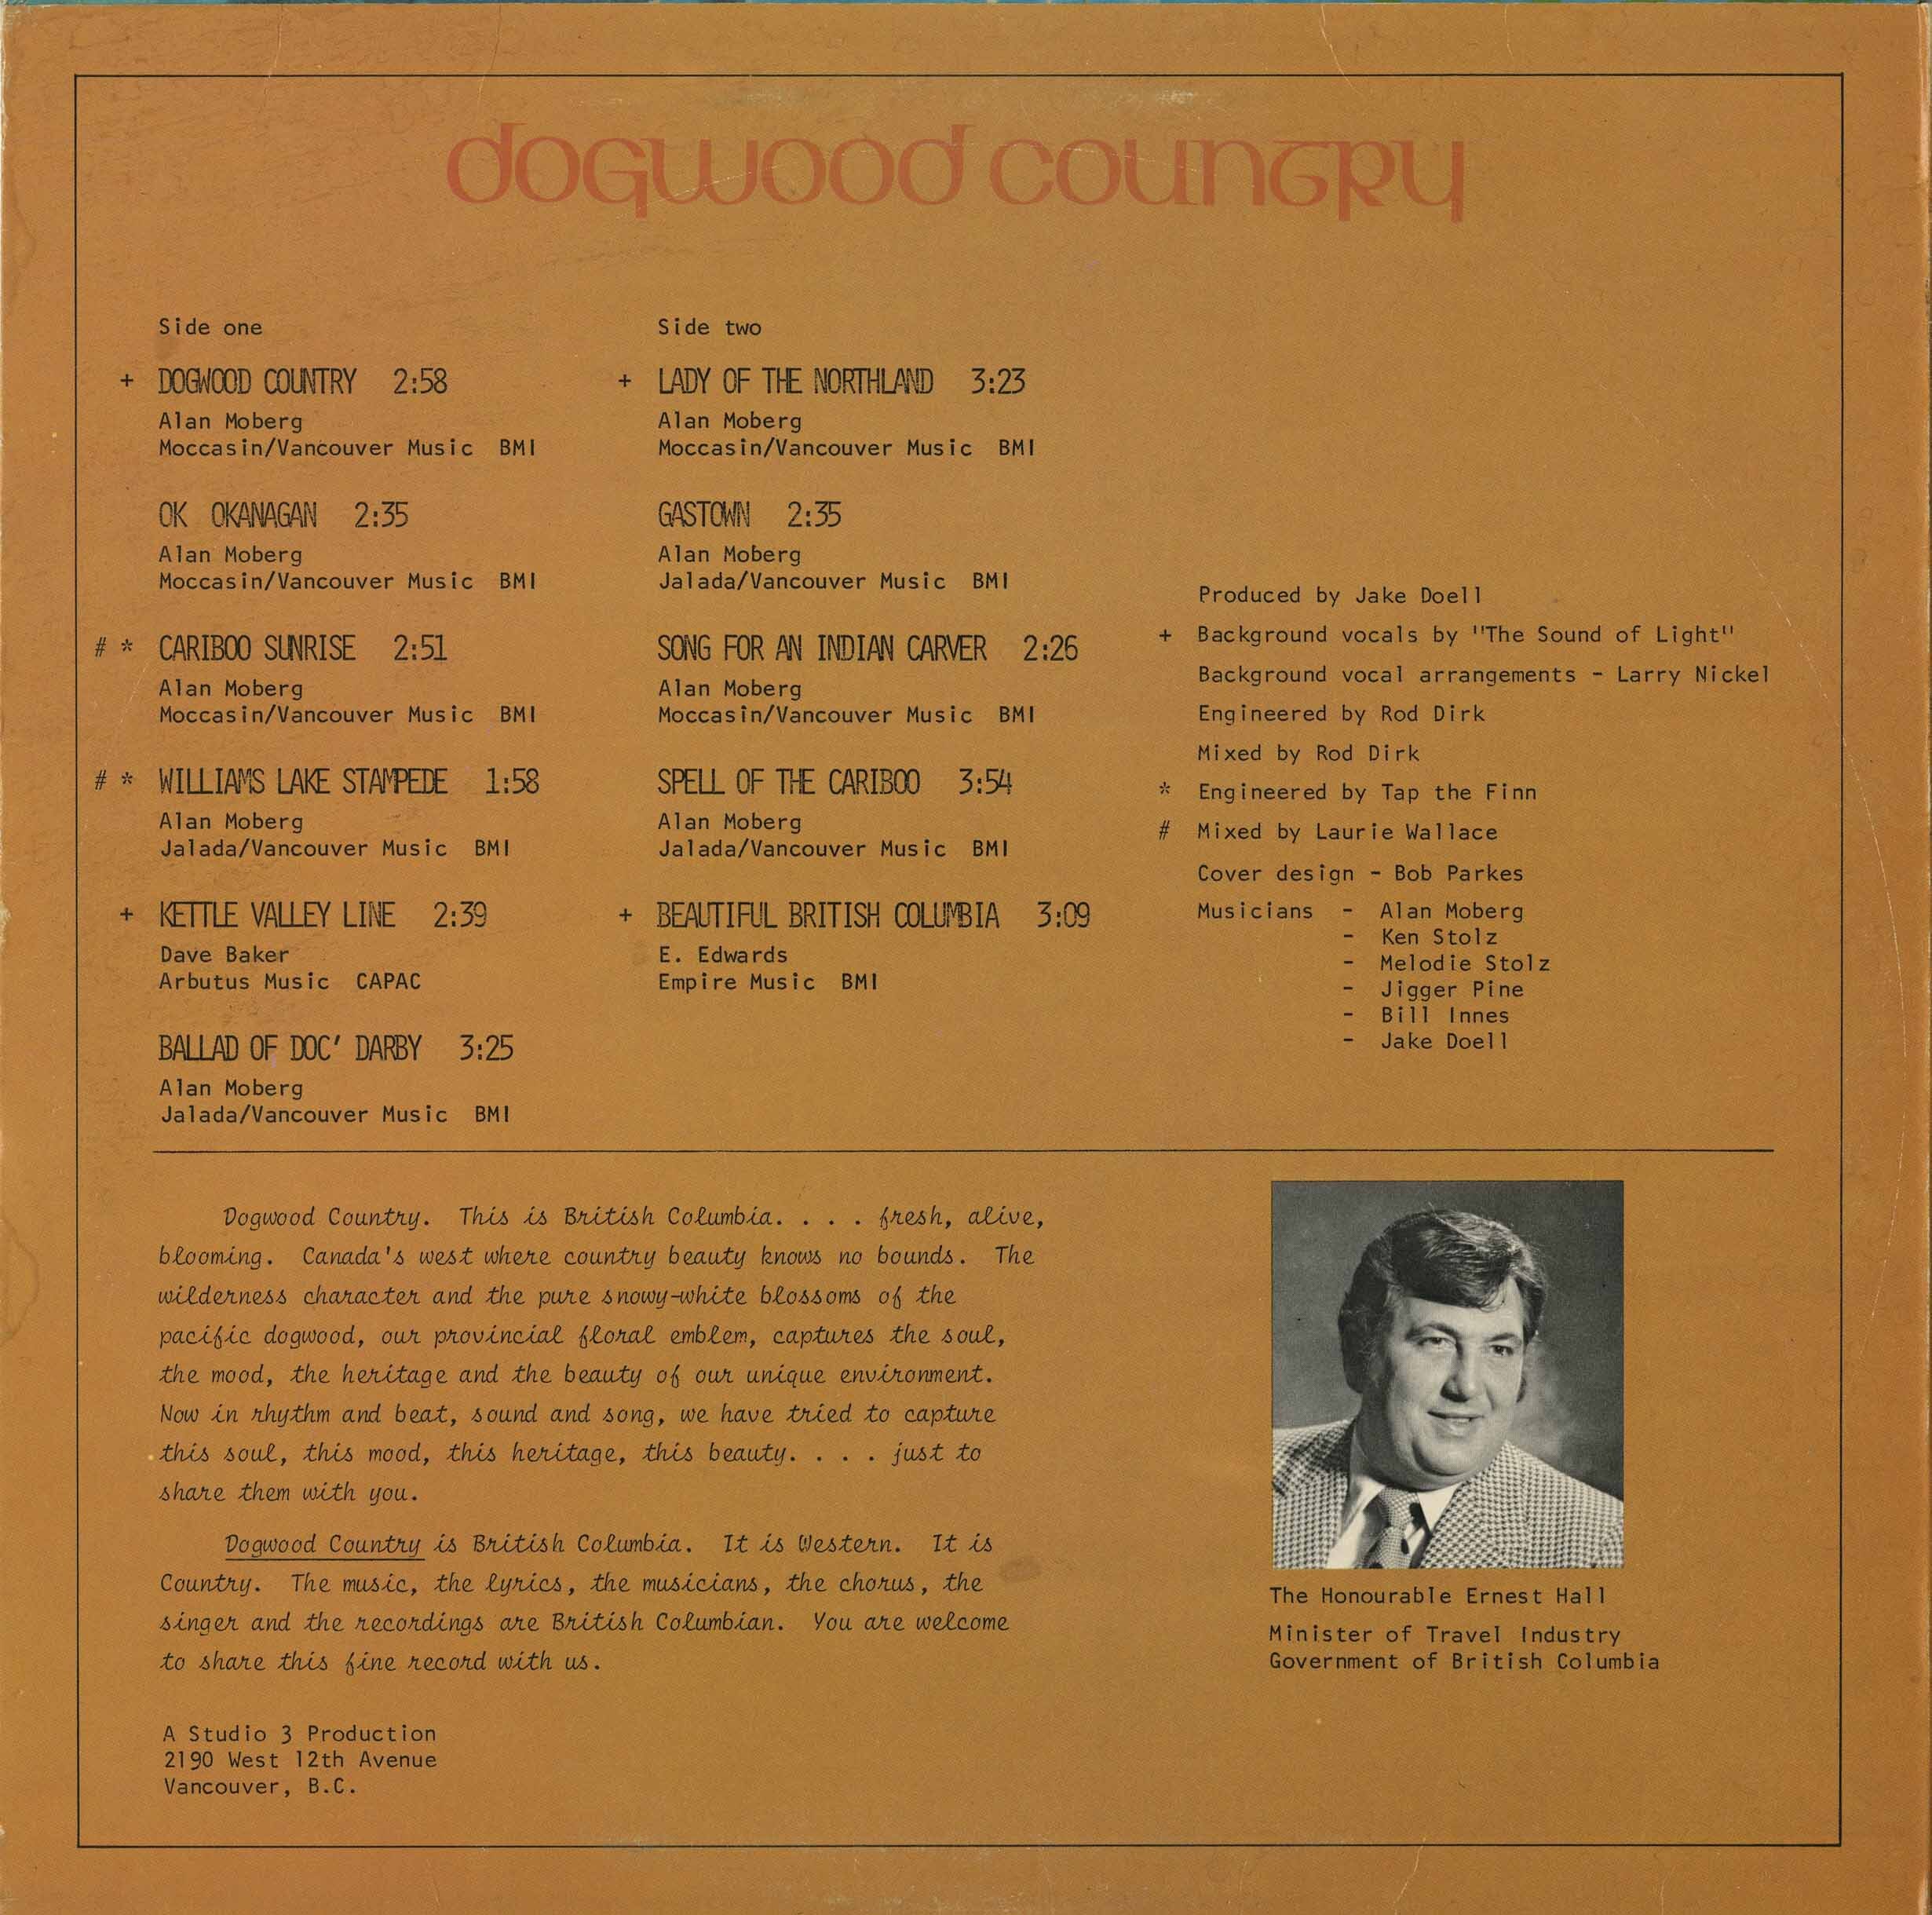 dogwood country
Side one
+ DOGWOOD COUNTRY 2:58
Alan Moberg
Moccasin/Vancouver Music BMI
OK OKANAGAN 2:35
Alan Moberg
Moccasin/Vancouver Music BMI
# * CARIBOO SUNRISE 2:51
Alan Moberg
Moccasin/Vancouver Music BMI
# * WILLIAMS LAKE STAMPEDE 1:58
Alan Moberg
Jalada/Vancouver Music BMI
+ KETTLE VALLEY LINE 2:39
Dave Baker
Arbutus Music CAPAC
BALLAD OF DOC' DARBY 3:25
Alan Moberg
Jalada/Vancouver Music BMI
Side two
+ LADY OF THE NORTHLAND 3:23
Alan Moberg
Moccasin/Vancouver Music BMI
GASTOWN 2:35
Alan Moberg
Jalada/Vancouver Music BMI
SONG FOR AN INDIAN CARVER 2:26
Alan Moberg
Moccasin/Vancouver Music BMI
SPELL OF THE CARIBOO 3:54
Alan Moberg
Jalada/Vancouver Music BMI
+ BEAUTIFUL BRITISH COLUMBIA 3:09
E. Edwards
Empire Music BMI
Produced by Jake Doell
+ Background vocals by "The Sound of Light"
Background vocal arrangements - Larry Nickel
Engineered by Rod Dirk
Mixed by Rod Dirk
* Engineered by Tap the Finn
# Mixed by Laurie Wallace
Cover design - Bob Parkes
Musicians - Alan Moberg
- Ken Stolz
- Melodie Stolz
- Jigger Pine
- Bill Innes
- Jake Doell
Dogwood Country. This is British Columbia. . . . fresh, alive,
blooming. Canada's west where country beauty knows no bounds. The
wilderness character and the pure snowy-white blossoms of the
pacific dogwood, our provincial floral emblem, captures the soul,
the mood, the heritage and the beauty of our unique environment.
Now in rhythm and beat, sound and song, we have tried to capture
this soul, this mood, this heritage, this beauty. . . . just to
share them with you.
Dogwood Country is British Columbia. It is Western. It is
Country. The music, the lyrics, the musicians, the chorus, the
singer and the recordings are British Columbian. You are welcome
to share this fine record with us.
A Studio 3 Production
2190 West 12th Avenue
Vancouver, B.C.
The Honourable Ernest Hall
Minister of Travel Industry
Government of British Columbia